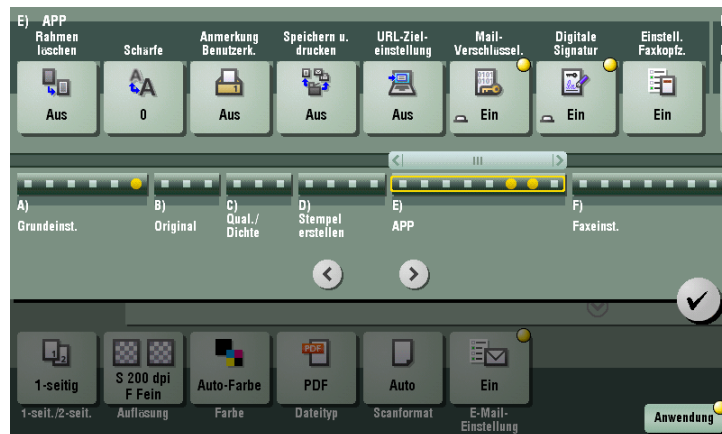 E) APP
Rahmen löschen
Schärfe
Anmerkung Benutzerk.
Speichern u. drucken
URL-Ziel-einstellung
Mail-Verschlüssel.
Digitale Signatur
Einstell. Faxkopfz.
Aus
0
Aus
Aus
Aus
Ein
Ein
Ein
A)
Grundeinst.
B)
Original
C)
Qual./
Dichte
D)
Stempel
erstellen
E)
APP
F)
Faxeinst.
1-seitig
S 200 dpi
F Fein
Auto-Farbe
PDF
Auto
Ein
1-seit./2-seit.
Auflösung
Farbe
Dateityp
Scanformat
E-Mail-
Einstellung
Anwendung